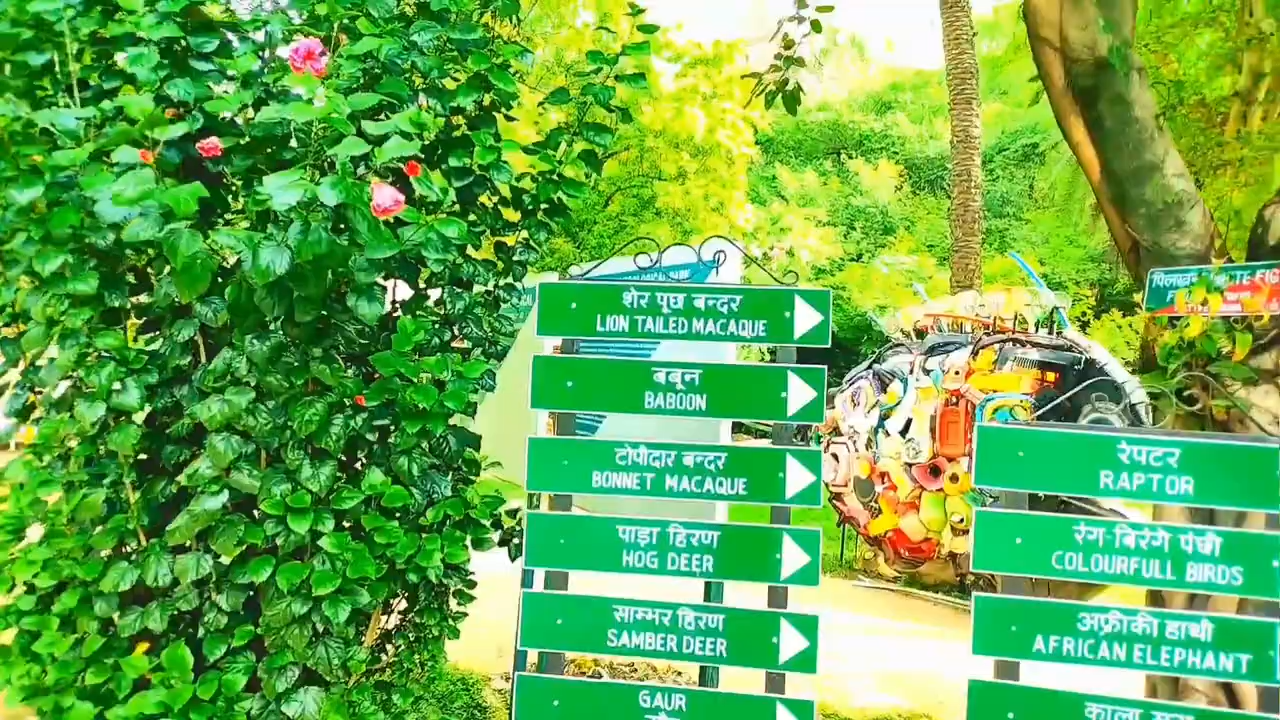 शेर पूछ बन्दर
LION TAILED MACAQUE
बबून
BABOON
टोपीदार बन्दर
BONNET MACAQUE
पाड़ा हिरण
HOG DEER
साम्भर हिरण
SAMBER DEER
GAUR
रेपटर
RAPTOR
रंग-बिरंगे पंछी
COLOURFULL BIRDS
अफ्रीकी हाथी
AFRICAN ELEPHANT
काला